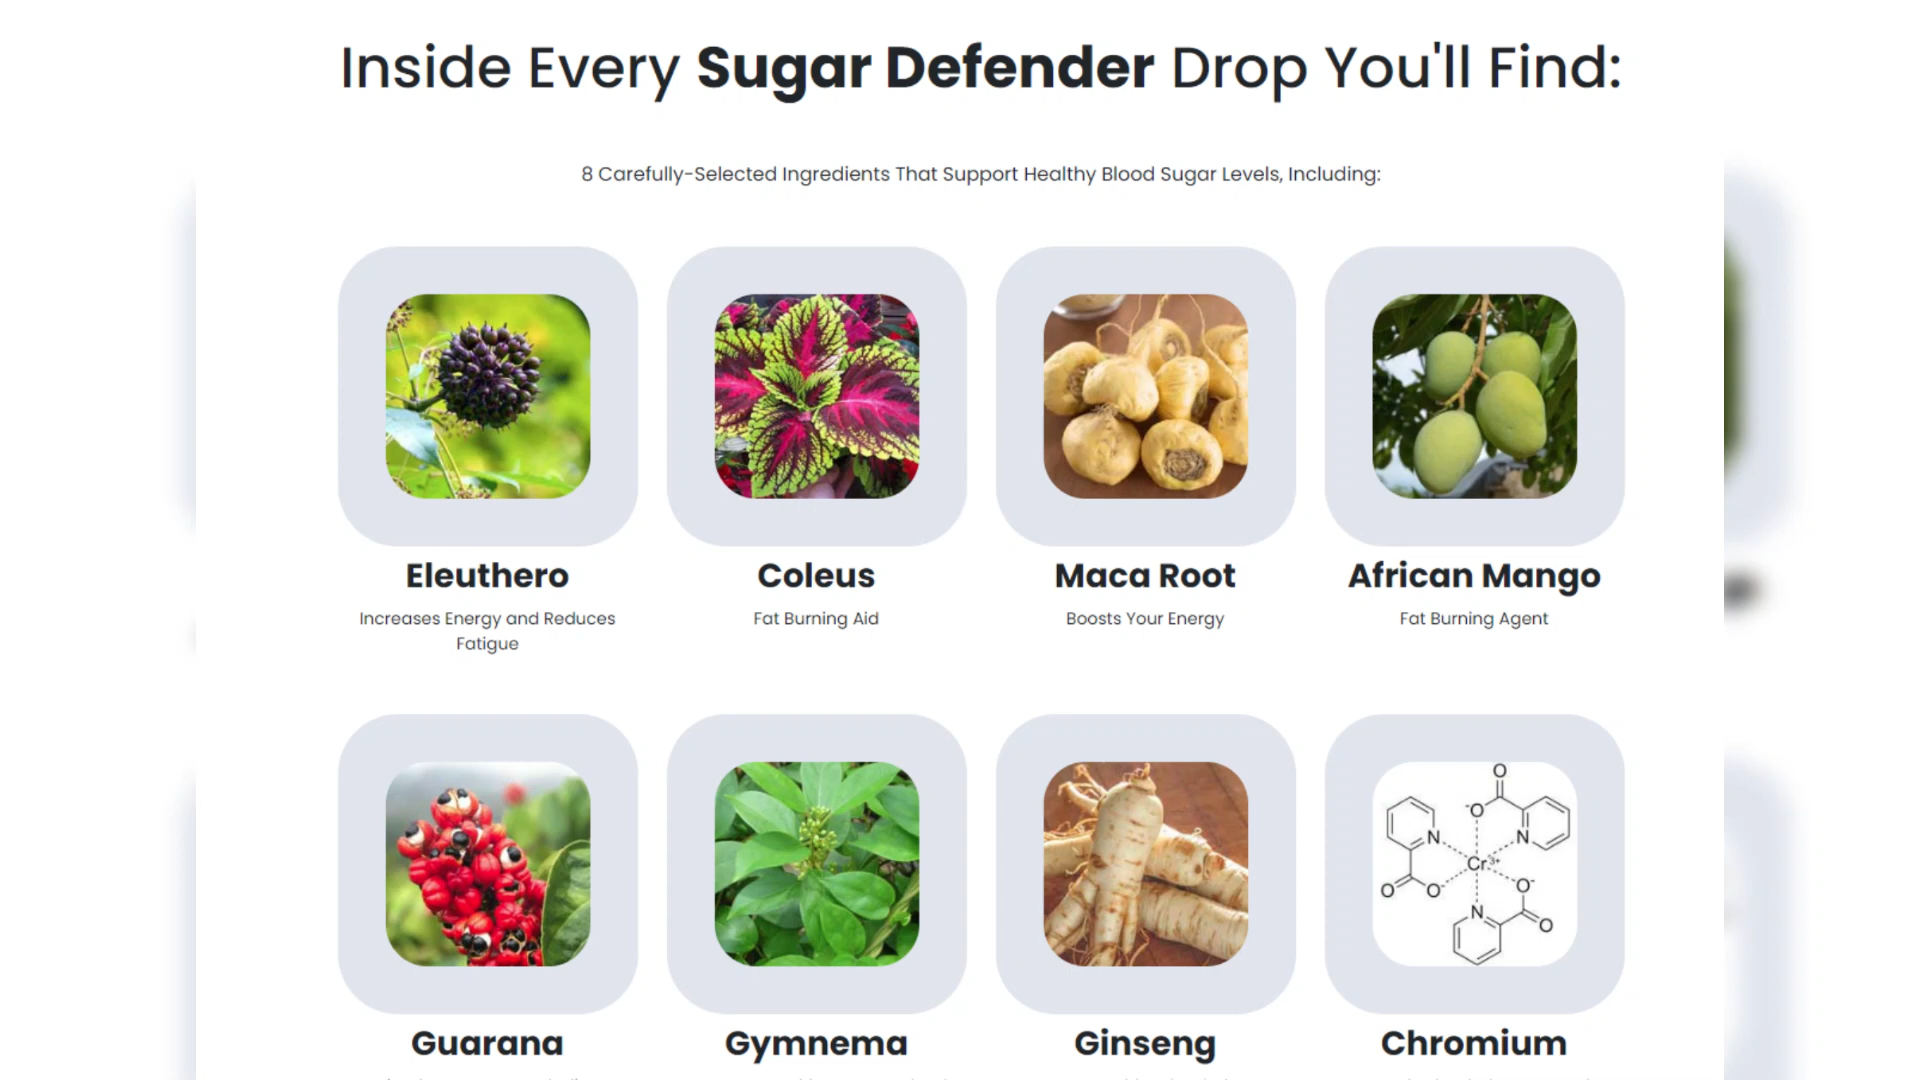 Inside Every Sugar Defender Drop You'll Find:
8 Carefully-Selected Ingredients That Support Healthy Blood Sugar Levels, Including:
Eleuthero
Increases Energy and Reduces
Fatigue
Coleus
Fat Burning Aid
Maca Root
Boosts Your Energy
African Mango
Fat Burning Agent
Guarana
Gymnema
Ginseng
O
-O
N
N
Cr3+
O
O-
O-
N
O
Chromium